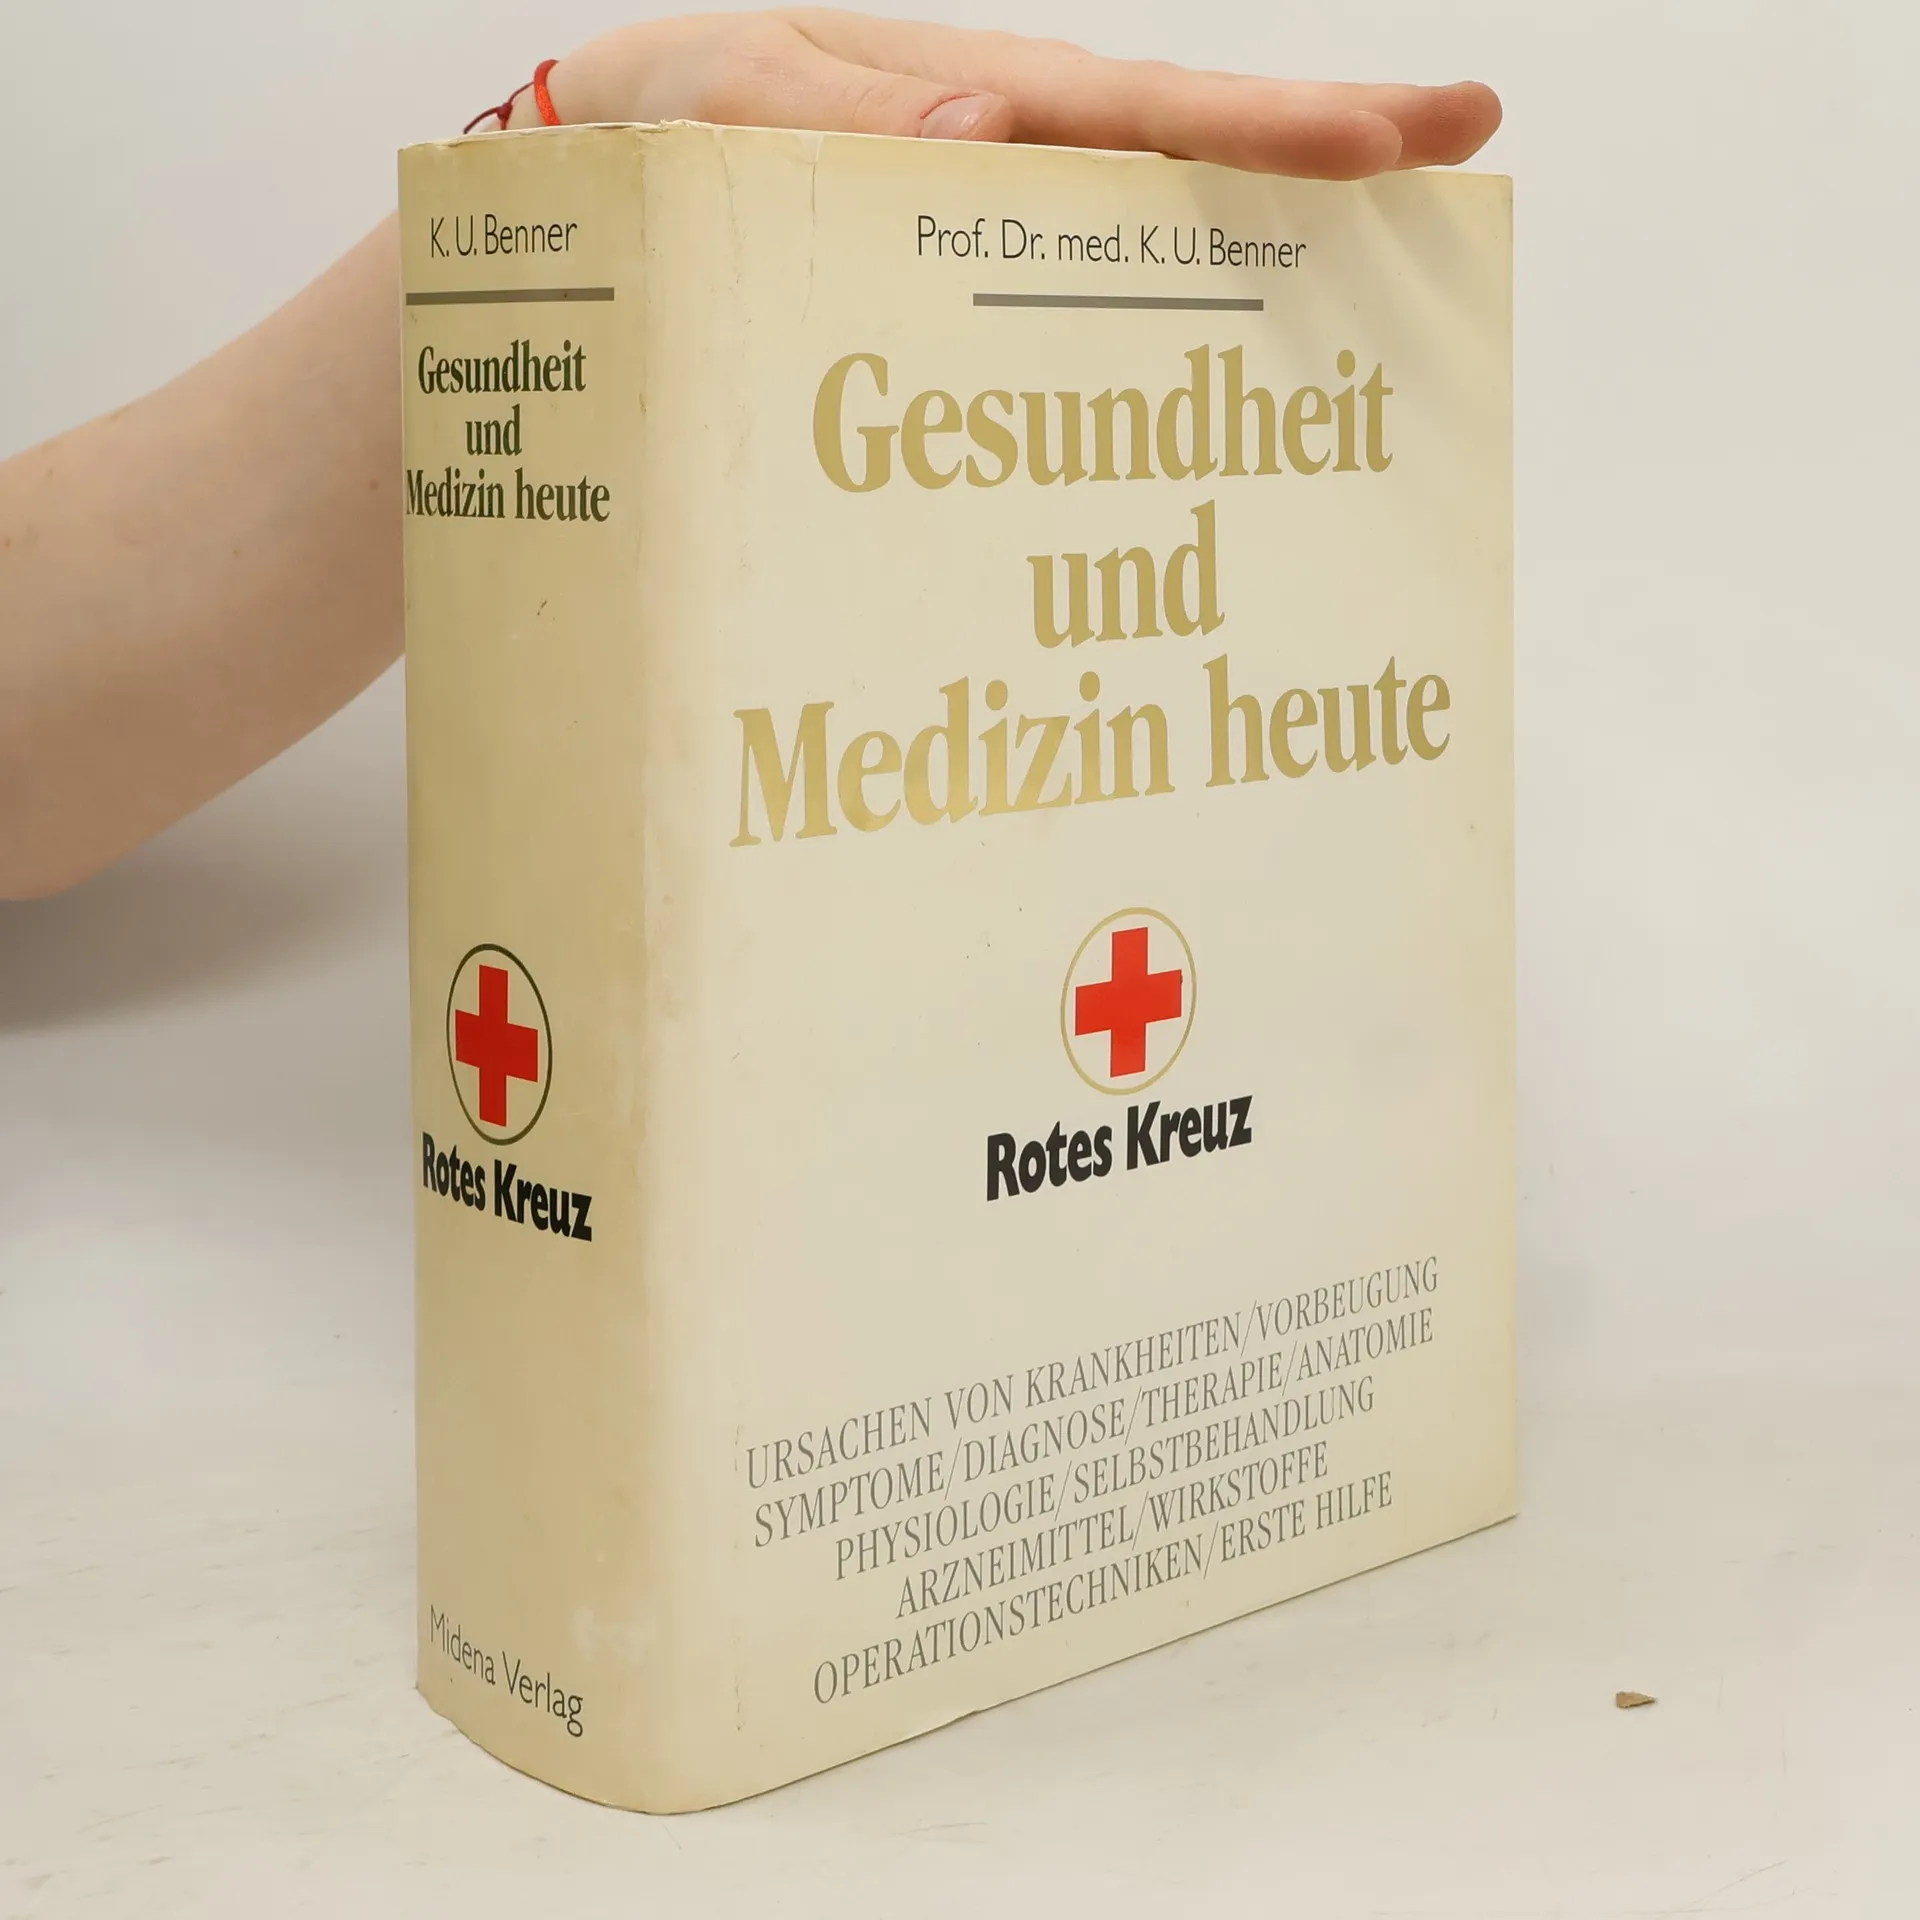 K. U. Benner
Gesundheit
und
Medizin heute
Rotes Kreuz
Midena Verlag
Prof. Dr. med. K. U. Benner
Gesundheit
und
Medizin heute
Rotes Kreuz
URSACHEN VON KRANKHEITEN/VORBEUGUNG
SYMPTOME/DIAGNOSE/THERAPIE/ANATOMIE
PHYSIOLOGIE/SELBSTBEHANDLUNG
ARZNEIMITTEL/WIRKSTOFFE
OPERATIONSTECHNIKEN/ERSTE HILFE